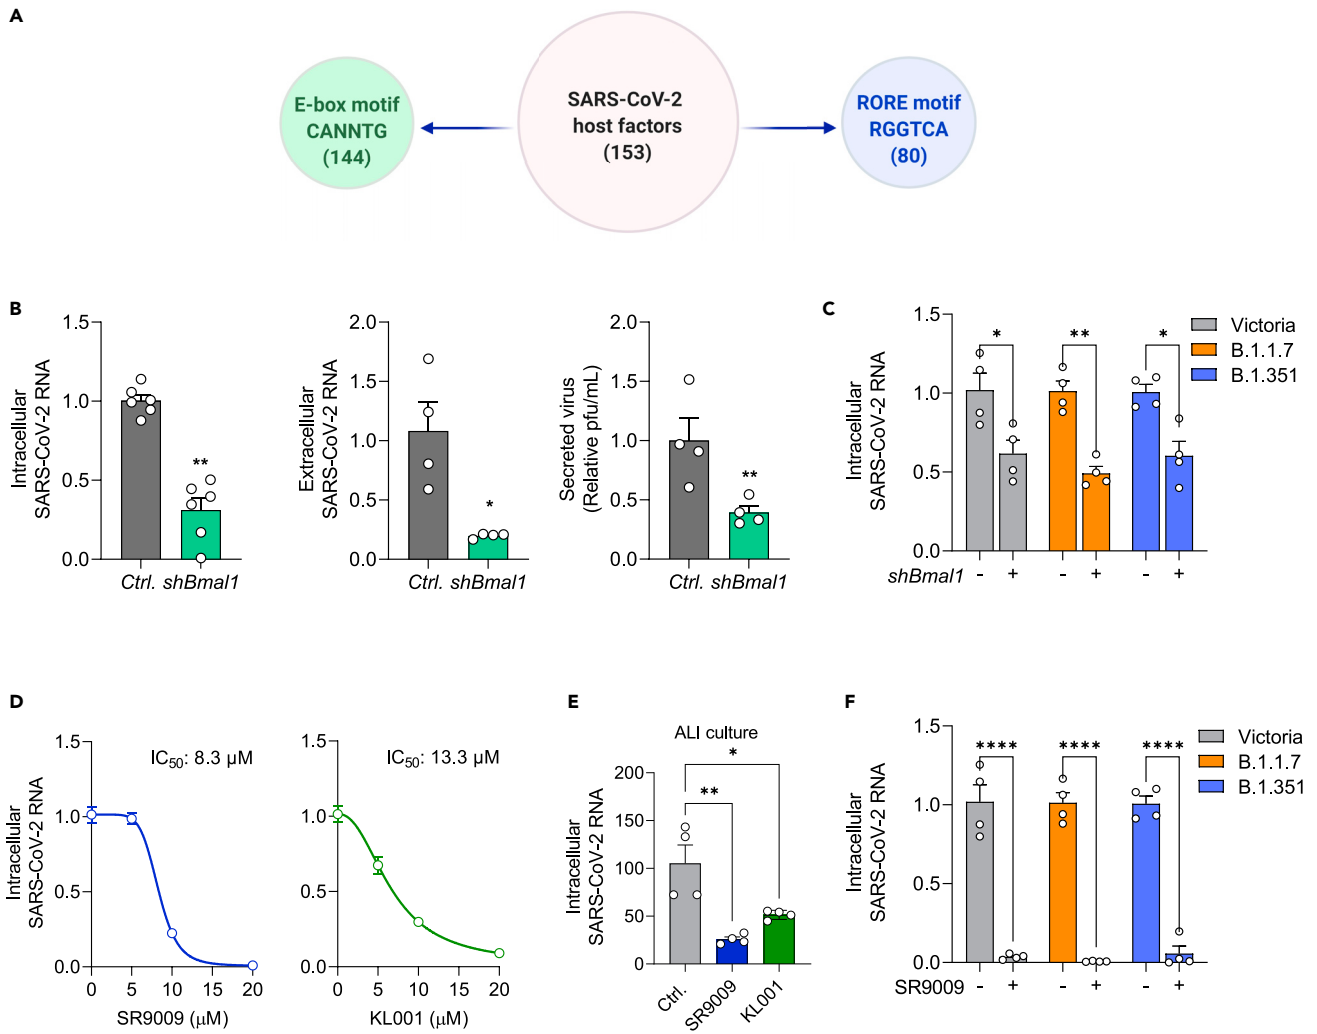 A
E-box motif
CANNTG
(144)
SARS-CoV-2
host factors
(153)
RORE motif
RGGTCA
(80)
B
Intracellular
SARS-CoV-2 RNA
1.5
1.0
0.5
0.0
**
Ctrl. shBmal1
Extracellular
SARS-CoV-2 RNA
2.0
1.5
1.0
0.5
0.0
*
Ctrl. shBmal1
Secreted virus
(Relative pfu/mL)
2.0
1.5
1.0
0.5
0.0
**
Ctrl. shBmal1
C
Intracellular
SARS-CoV-2 RNA
1.5
1.0
0.5
0.0
* ** *
shBmal1 - + - + - +
Victoria
B.1.1.7
B.1.351
D
Intracellular
SARS-CoV-2 RNA
1.5
1.0
0.5
0.0
IC50: 8.3 μM
0 5 10 15 20
SR9009 (μM)
1.5
1.0
0.5
0.0
IC50: 13.3 μM
0 5 10 15 20
KL001 (μM)
E
ALI culture
Intracellular
SARS-CoV-2 RNA
200
150
100
50
0
*
**
Ctrl.
SR9009
KL001
F
Intracellular
SARS-CoV-2 RNA
1.5
1.0
0.5
0.0
**** **** ****
SR9009 - + - + - +
Victoria
B.1.1.7
B.1.351